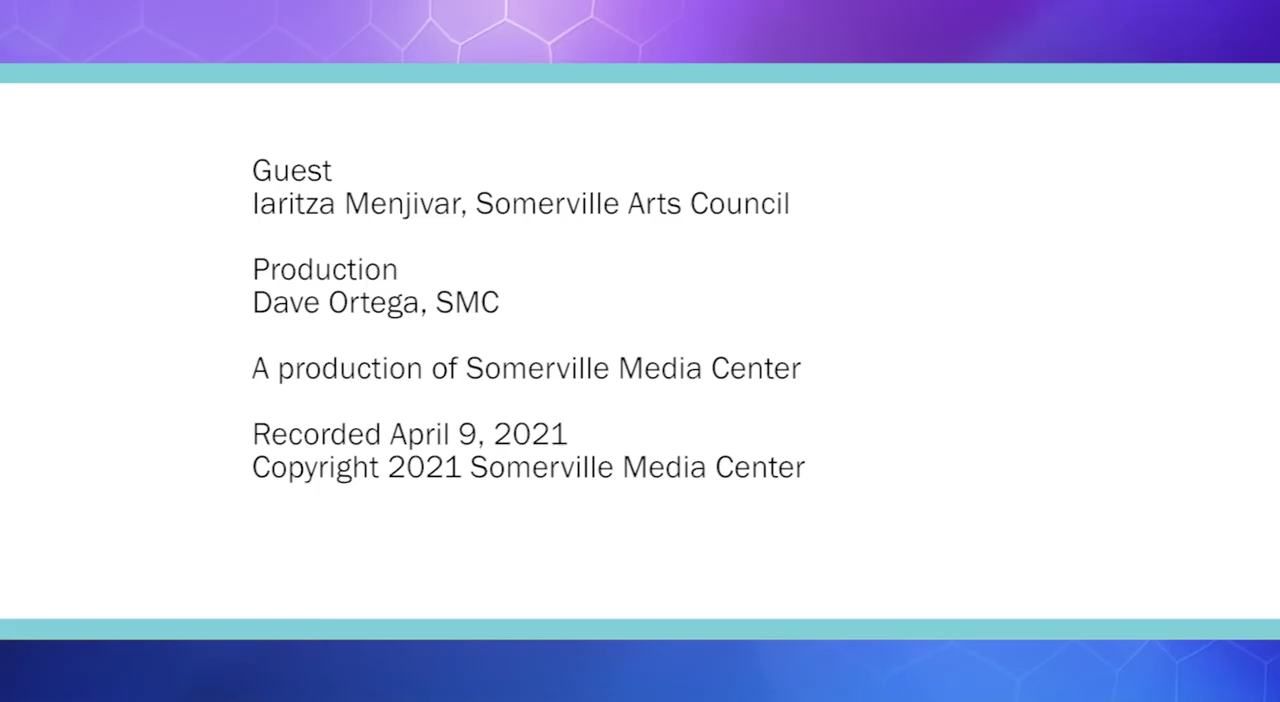 Guest
Iaritza Menjivar, Somerville Arts Council
Production
Dave Ortega, SMC
A production of Somerville Media Center
Recorded April 9, 2021
Copyright 2021 Somerville Media Center